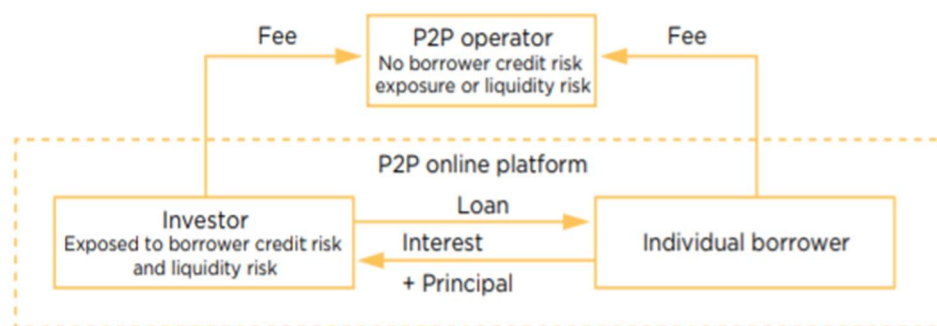 Fee
P2P operator
Fee
No borrower credit risk
exposure or liquidity risk
P2P online platform
Investor
Exposed to borrower credit risk
and liquidity risk
Loan
Interest
+ Principal
Individual borrower